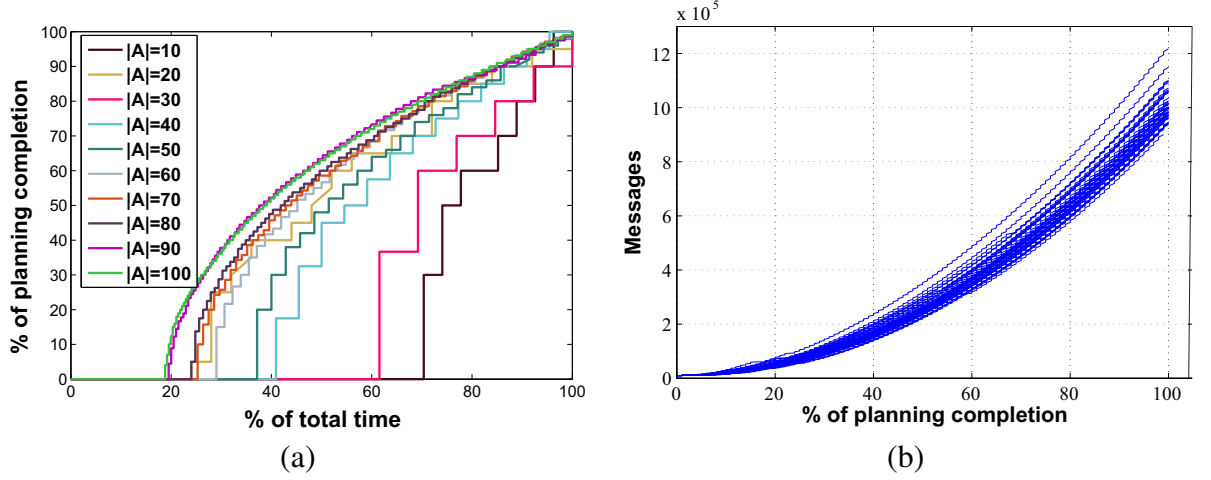 100
90
80
70
60
50
40
30
20
10
0
% of planning completion
|A|=10
|A|=20
|A|=30
|A|=40
|A|=50
|A|=60
|A|=70
|A|=80
|A|=90
|A|=100
0 20 40 60 80 100
% of total time
(a)
x 10^5
12
10
8
6
4
2
0
Messages
0 20 40 60 80 100
% of planning completion
(b)